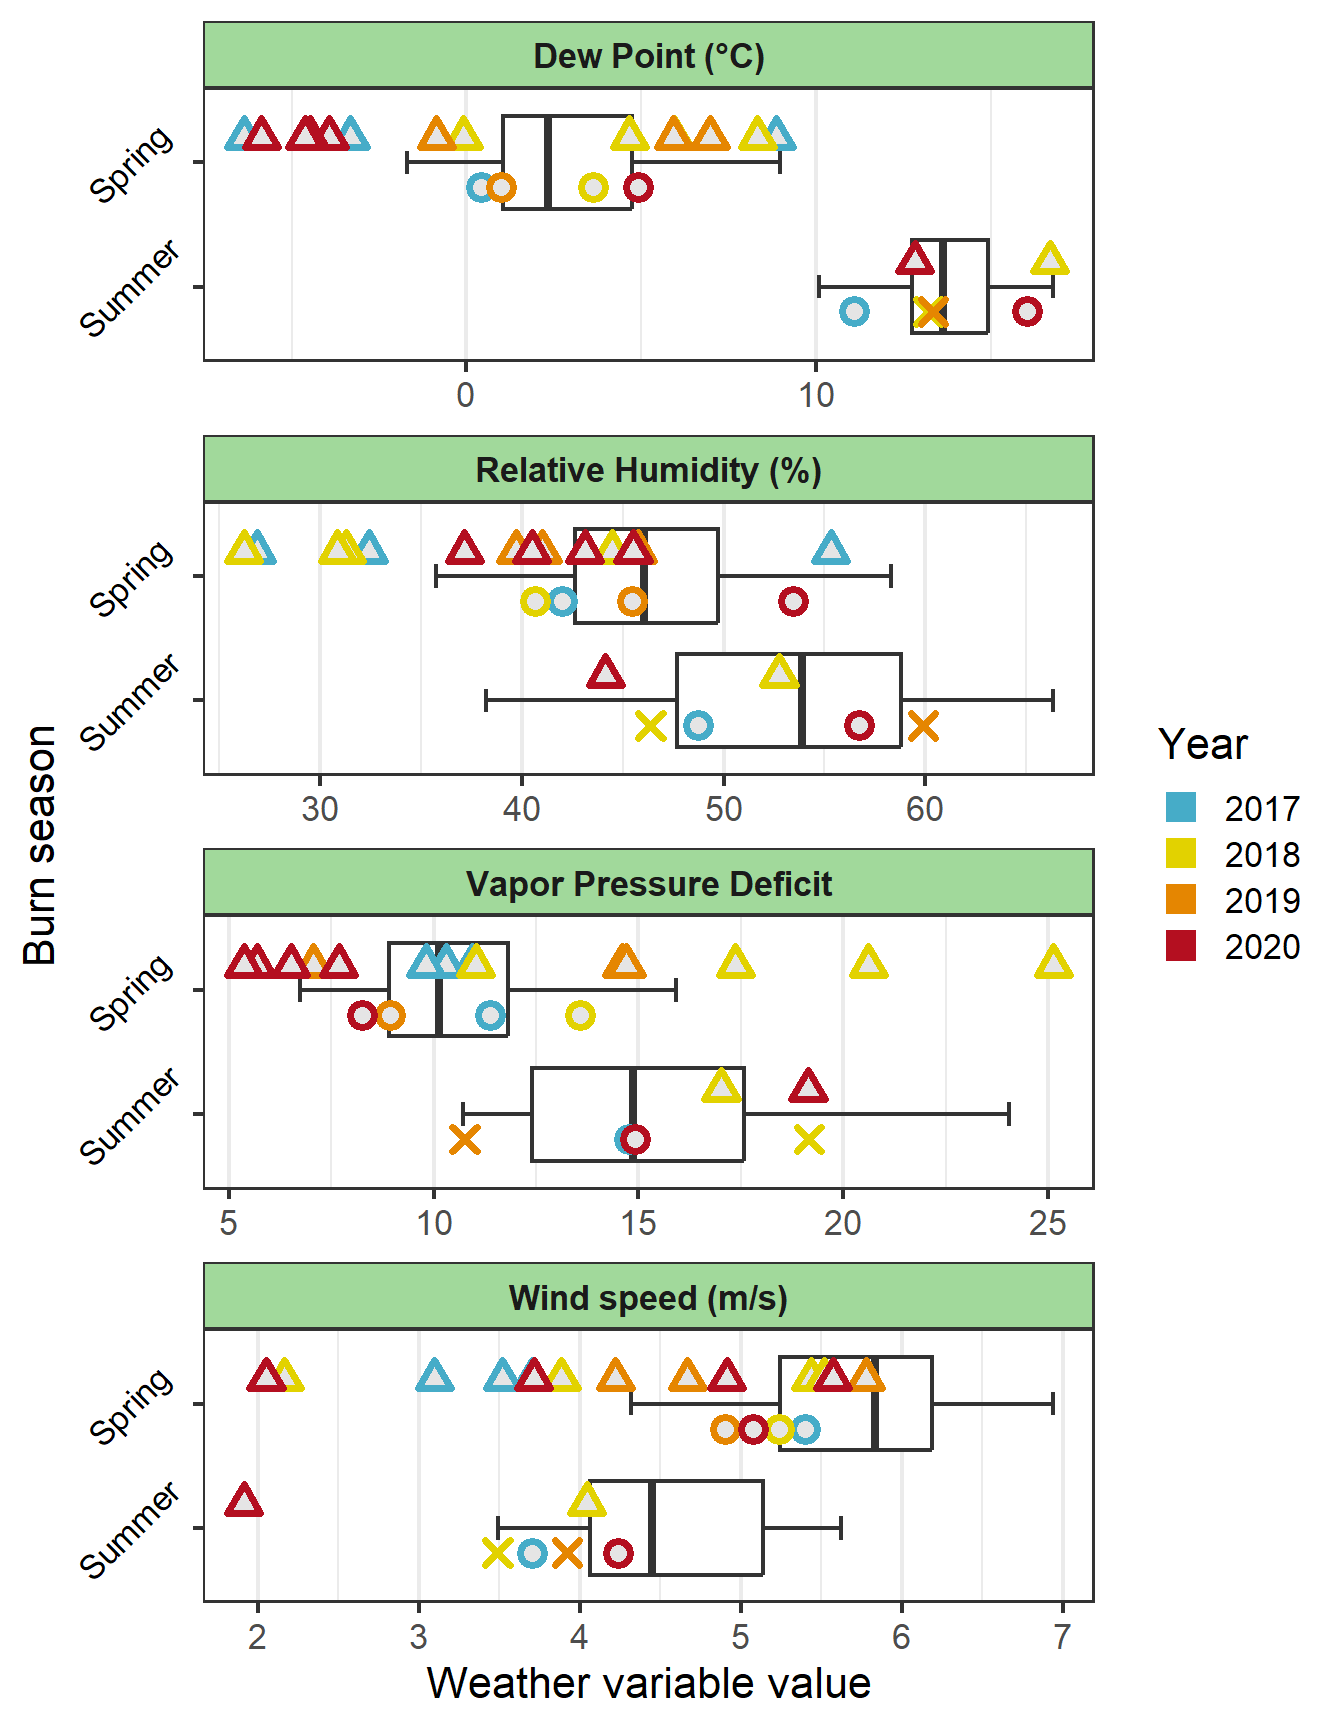 Dew Point (°C)
Spring
Summer
0 10
Relative Humidity (%)
Spring
Summer
30 40 50 60
Vapor Pressure Deficit
Spring
Summer
5 10 15 20 25
Wind speed (m/s)
Spring
Summer
2 3 4 5 6 7
Weather variable value
Burn season
Year
2017
2018
2019
2020